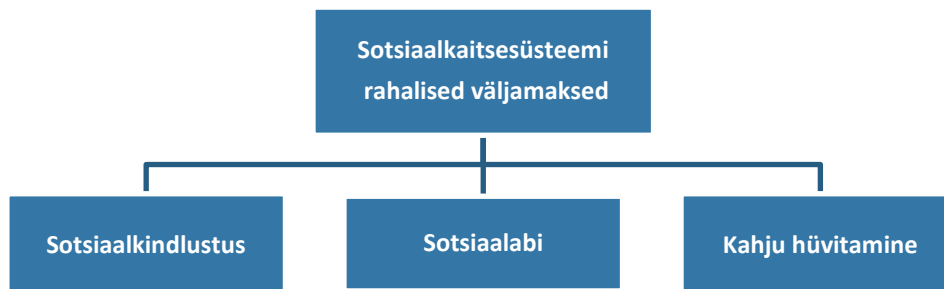 Sotsiaalkaitsesüsteemi
rahalised väljamaksed
Sotsiaalkindlustus
Sotsiaalabi
Kahju hüvitamine